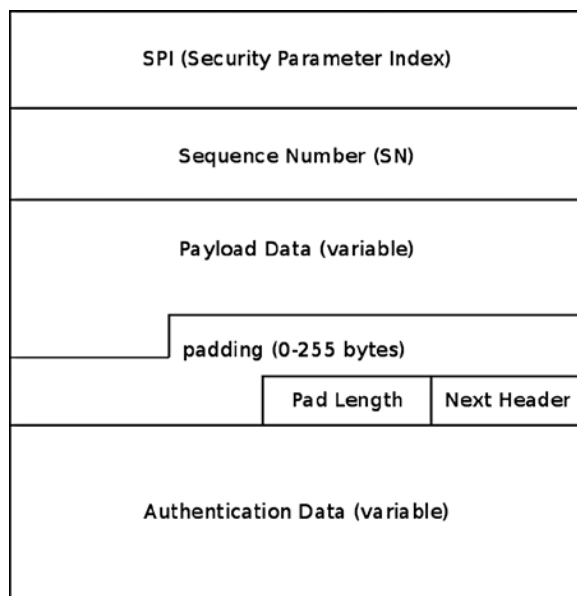 SPI (Security Parameter Index)
Sequence Number (SN)
Payload Data (variable)
padding (0-255 bytes)
Pad Length
Next Header
Authentication Data (variable)